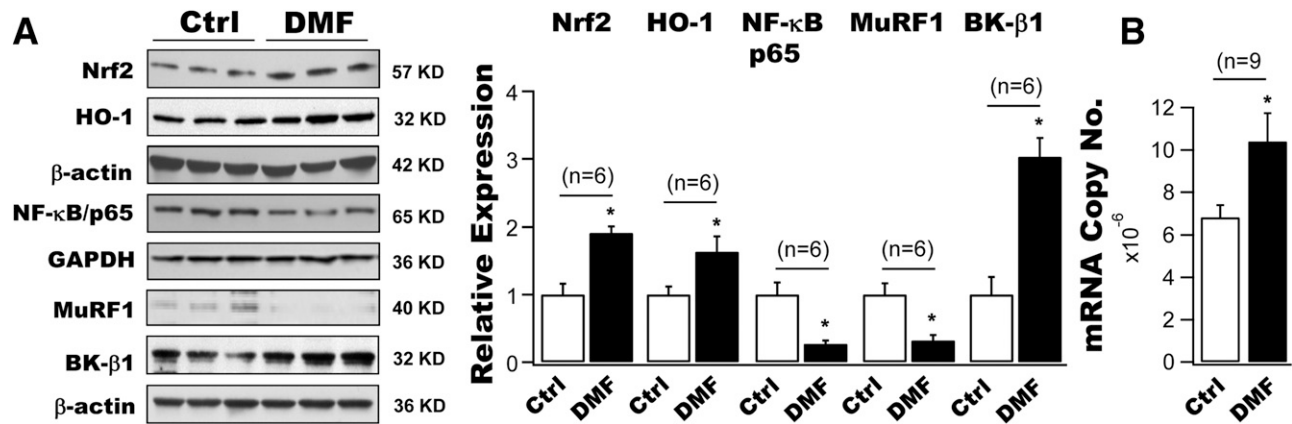 A
Ctrl DMF
Nrf2 57 KD
HO-1 32 KD
β-actin 42 KD
NF-κB/p65 65 KD
GAPDH 36 KD
MuRF1 40 KD
BK-β1 32 KD
β-actin 36 KD
Nrf2 HO-1 NF-κB p65 MuRF1 BK-β1
Relative Expression
4
3
2
1
0
(n=6) (n=6) (n=6) (n=6) (n=6)
* * * * *
Ctrl DMF Ctrl DMF Ctrl DMF Ctrl DMF Ctrl DMF
B
mRNA Copy No.
x10⁻⁶
(n=9
*
12
10
8
6
4
2
0
Ctrl DMF